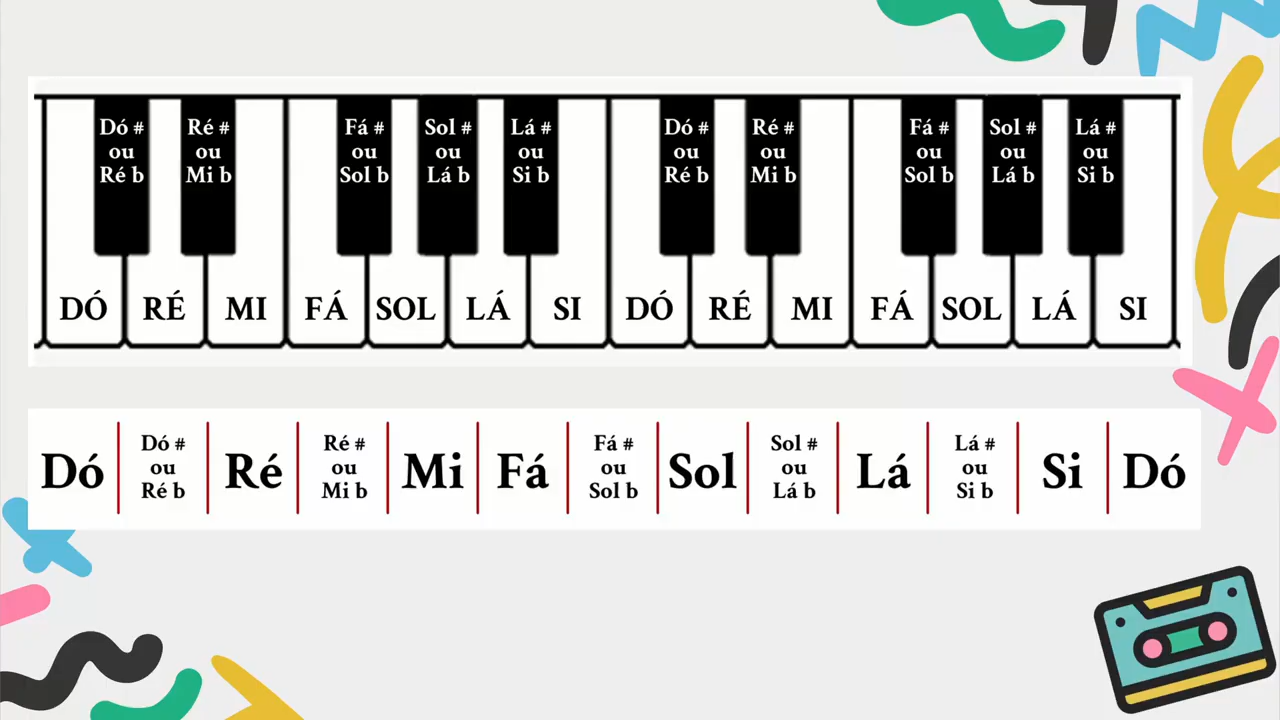 Dó # Ré # Fá # Sol # Lá # Dó # Ré # Fá # Sol # Lá #
ou ou ou ou ou ou ou ou ou ou
Ré b Mi b Sol b Lá b Si b Ré b Mi b Sol b Lá b Si b
DÓ RÉ MI FÁ SOL LÁ SI DÓ RÉ MI FÁ SOL LÁ SI
Dó # Ré # Fá # Sol # Lá #
Dó ou Ré ou Mi Fá ou Sol ou Lá ou Si Dó
Ré b Mi b Sol b Lá b Si b